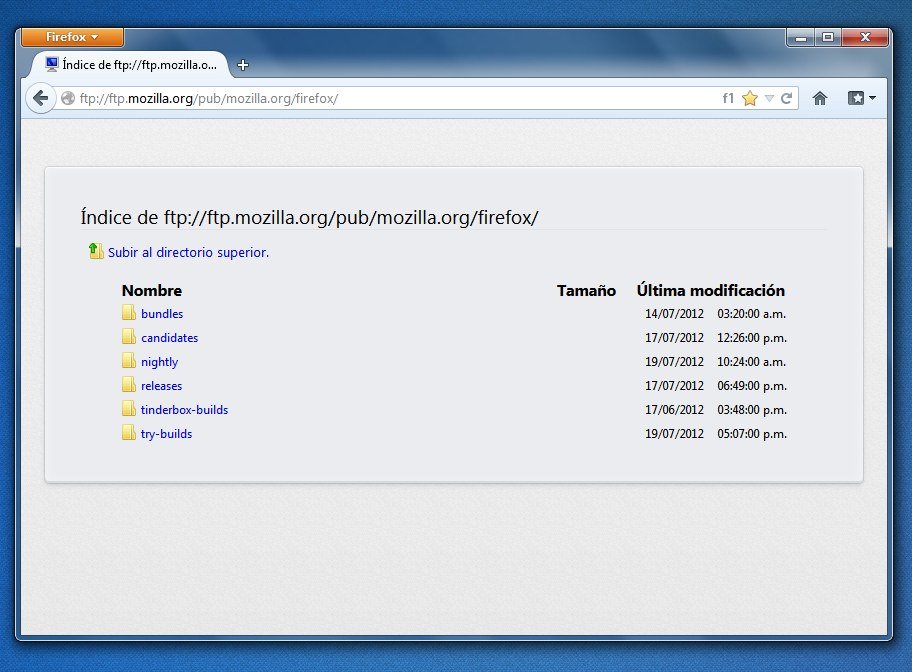 Firefox
Índice de ftp://ftp.mozilla.o...
ftp://ftp.mozilla.org/pub/mozilla.org/firefox/ f1
Índice de ftp://ftp.mozilla.org/pub/mozilla.org/firefox/
Subir al directorio superior.
Nombre Tamaño Última modificación
bundles 14/07/2012 03:20:00 a.m.
candidates 17/07/2012 12:26:00 p.m.
nightly 19/07/2012 10:24:00 a.m.
releases 17/07/2012 06:49:00 p.m.
tinderbox-builds 17/06/2012 03:48:00 p.m.
try-builds 19/07/2012 05:07:00 p.m.